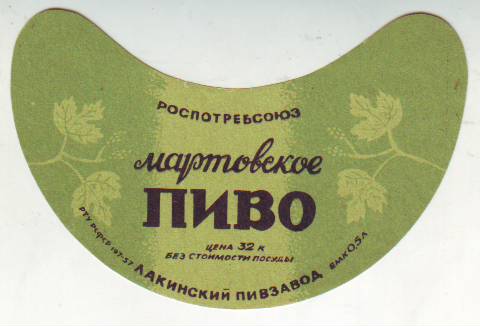 РОСПОТРЕБСОЮЗ
мартовское
ПИВО
ЦЕНА 32 К
БЕЗ СТОИМОСТИ ПОСУДЫ
РТУ РСФСР 197-57
ЛАКИНСКИЙ ПИВЗАВОД
ЕМК 0,5Л